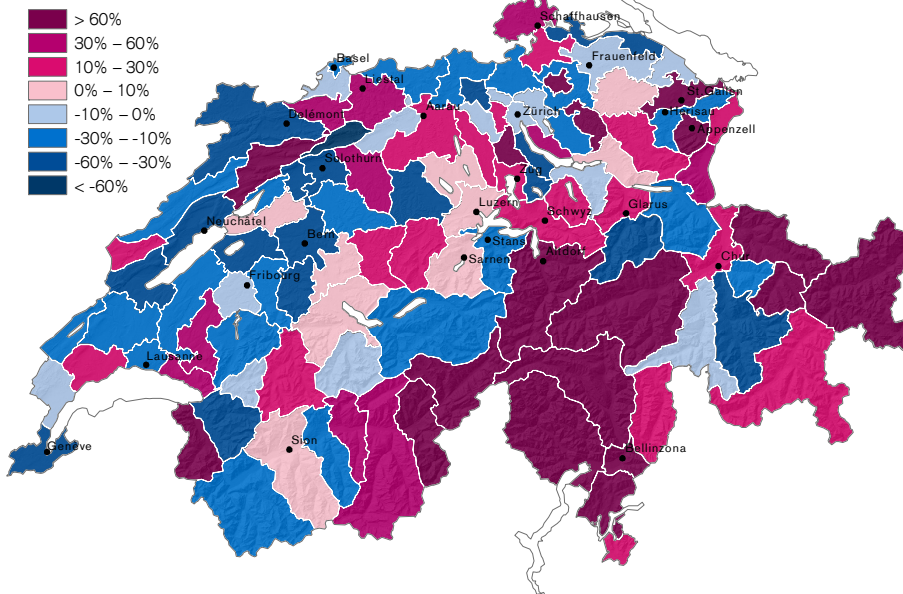 > 60%
30% – 60%
10% – 30%
0% – 10%
-10% – 0%
-30% – -10%
-60% – -30%
< -60%
Schaffhausen
Basel
Frauenfeld
Liestal
St.Gallen
Aarau
Zürich
Herisau
Delémont
Appenzell
Solothurn
Zug
Luzern
Glarus
Schwyz
Neuchâtel
Bern
Stans
Altdorf
Sarnen
Chur
Fribourg
Lausanne
Sion
Genève
Bellinzona